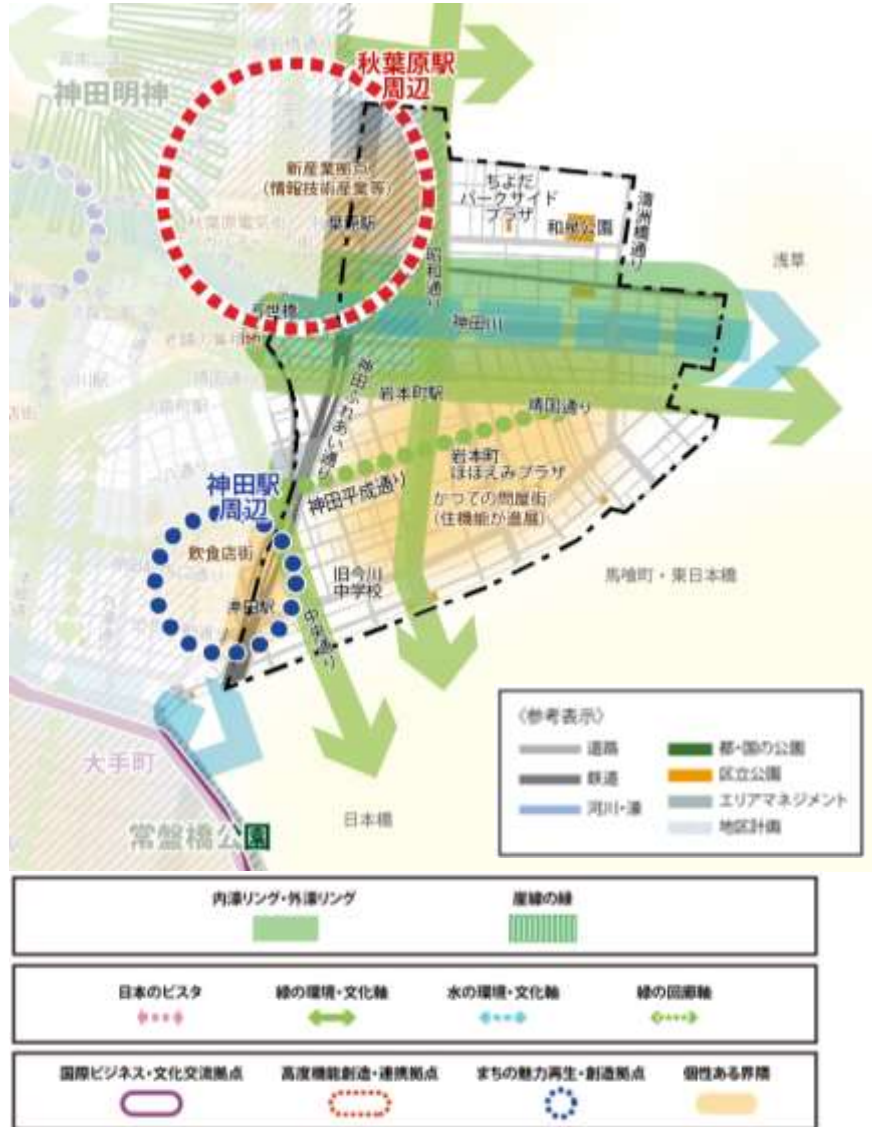 秋葉原駅
周辺
神田明神
新産業拠点
(情報技術産業等)
ちよだ
パークサイド
プラザ
和泉公園
清洲橋通り
昭和通り
浅草
神田川
神田ふれあい通り
岩本町駅
靖国通り
岩本町
ほほえみプラザ
神田平成通り
かつての問屋街
(住機能が進展)
神田駅
周辺
飲食店街
神田駅
旧今川
中学校
中央通り
馬喰町・東日本橋
大手町
日本橋
常盤橋公園
〈参考表示〉
道路
都・国の公園
鉄道
区立公園
河川・濠
エリアマネジメント
地区計画
内濠リング・外濠リング
崖線の緑
日本のビスタ
緑の環境・文化軸
水の環境・文化軸
緑の回廊軸
国際ビジネス・文化交流拠点
高度機能創造・連携拠点
まちの魅力再生・創造拠点
個性ある界隈